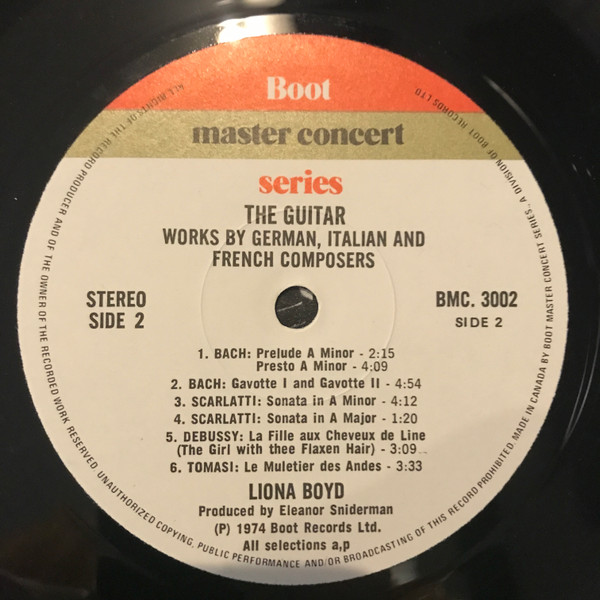 Boot
master concert
series
THE GUITAR
WORKS BY GERMAN, ITALIAN AND
FRENCH COMPOSERS
STEREO
SIDE 2
BMC. 3002
SIDE 2
1. BACH: Prelude A Minor - 2:15
Presto A Minor - 4:09
2. BACH: Gavotte I and Gavotte II - 4:54
3. SCARLATTI: Sonata in A Minor - 4:12
4. SCARLATTI: Sonata in A Major - 1:20
5. DEBUSSY: La Fille aux Cheveux de Line
(The Girl with thee Flaxen Hair) - 3:09
6. TOMASI: Le Muletier des Andes - 3:33
LIONA BOYD
Produced by Eleanor Sniderman
(P) 1974 Boot Records Ltd.
All selections a,p
ALL RIGHTS OF THE RECORD PRODUCER AND OF THE OWNER OF THE RECORDED WORK RESERVED. UNAUTHORIZED COPYING, PUBLIC PERFORMANCE AND/OR BROADCASTING OF THIS RECORD PROHIBITED. MADE IN CANADA BY BOOT MASTER CONCERT SERIES, A DIVISION OF BOOT RECORDS LTD